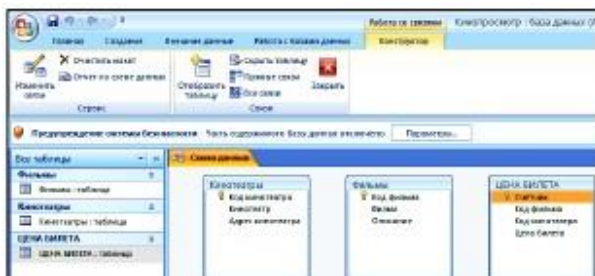 Работа со связями Кинопросмотр : база данных
Главная Создание Внешние данные Работа с базами данных Конструктор
Изменить связи
Очистить макет
Отчет по схеме данных
Сервис
Отобразить таблицу
Скрыть таблицу
Прямые связи
Все связи
Закрыть
Связи
Предупреждение системы безопасности Часть содержимого базы данных отключено Параметры...
Все таблицы
Фильмы
Фильмы : таблица
Кинотеатры
Кинотеатры : таблица
ЦЕНА БИЛЕТА
ЦЕНА БИЛЕТА : таблица
Схема данных
Кинотеатры
Код кинотеатра
Кинотеатр
Адрес кинотеатра
Фильмы
Код фильма
Фильм
Описание
ЦЕНА БИЛЕТА
Счетчик
Код фильма
Код кинотеатра
Цена билета